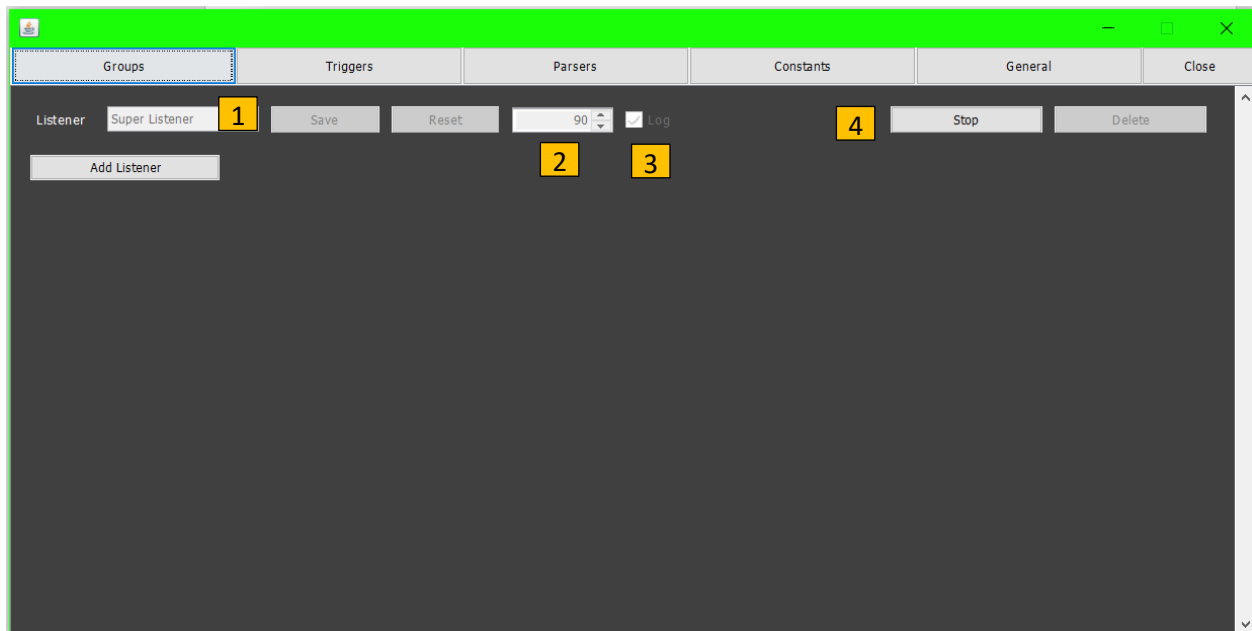 Groups Triggers Parsers Constants General Close
Listener Super Listener 1 Save Reset 90 Log 4 Stop Delete
Add Listener 2 3